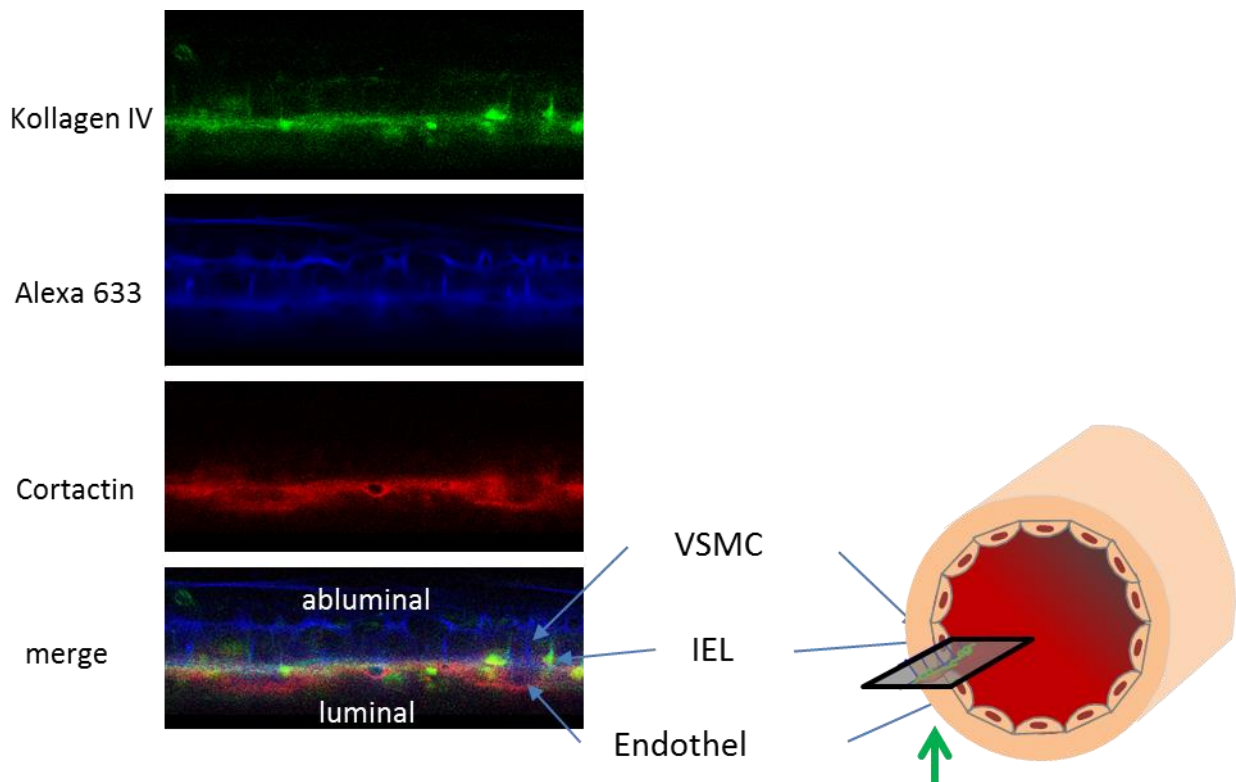 Kollagen IV
Alexa 633
Cortactin
merge
abluminal
luminal
VSMC
IEL
Endothel